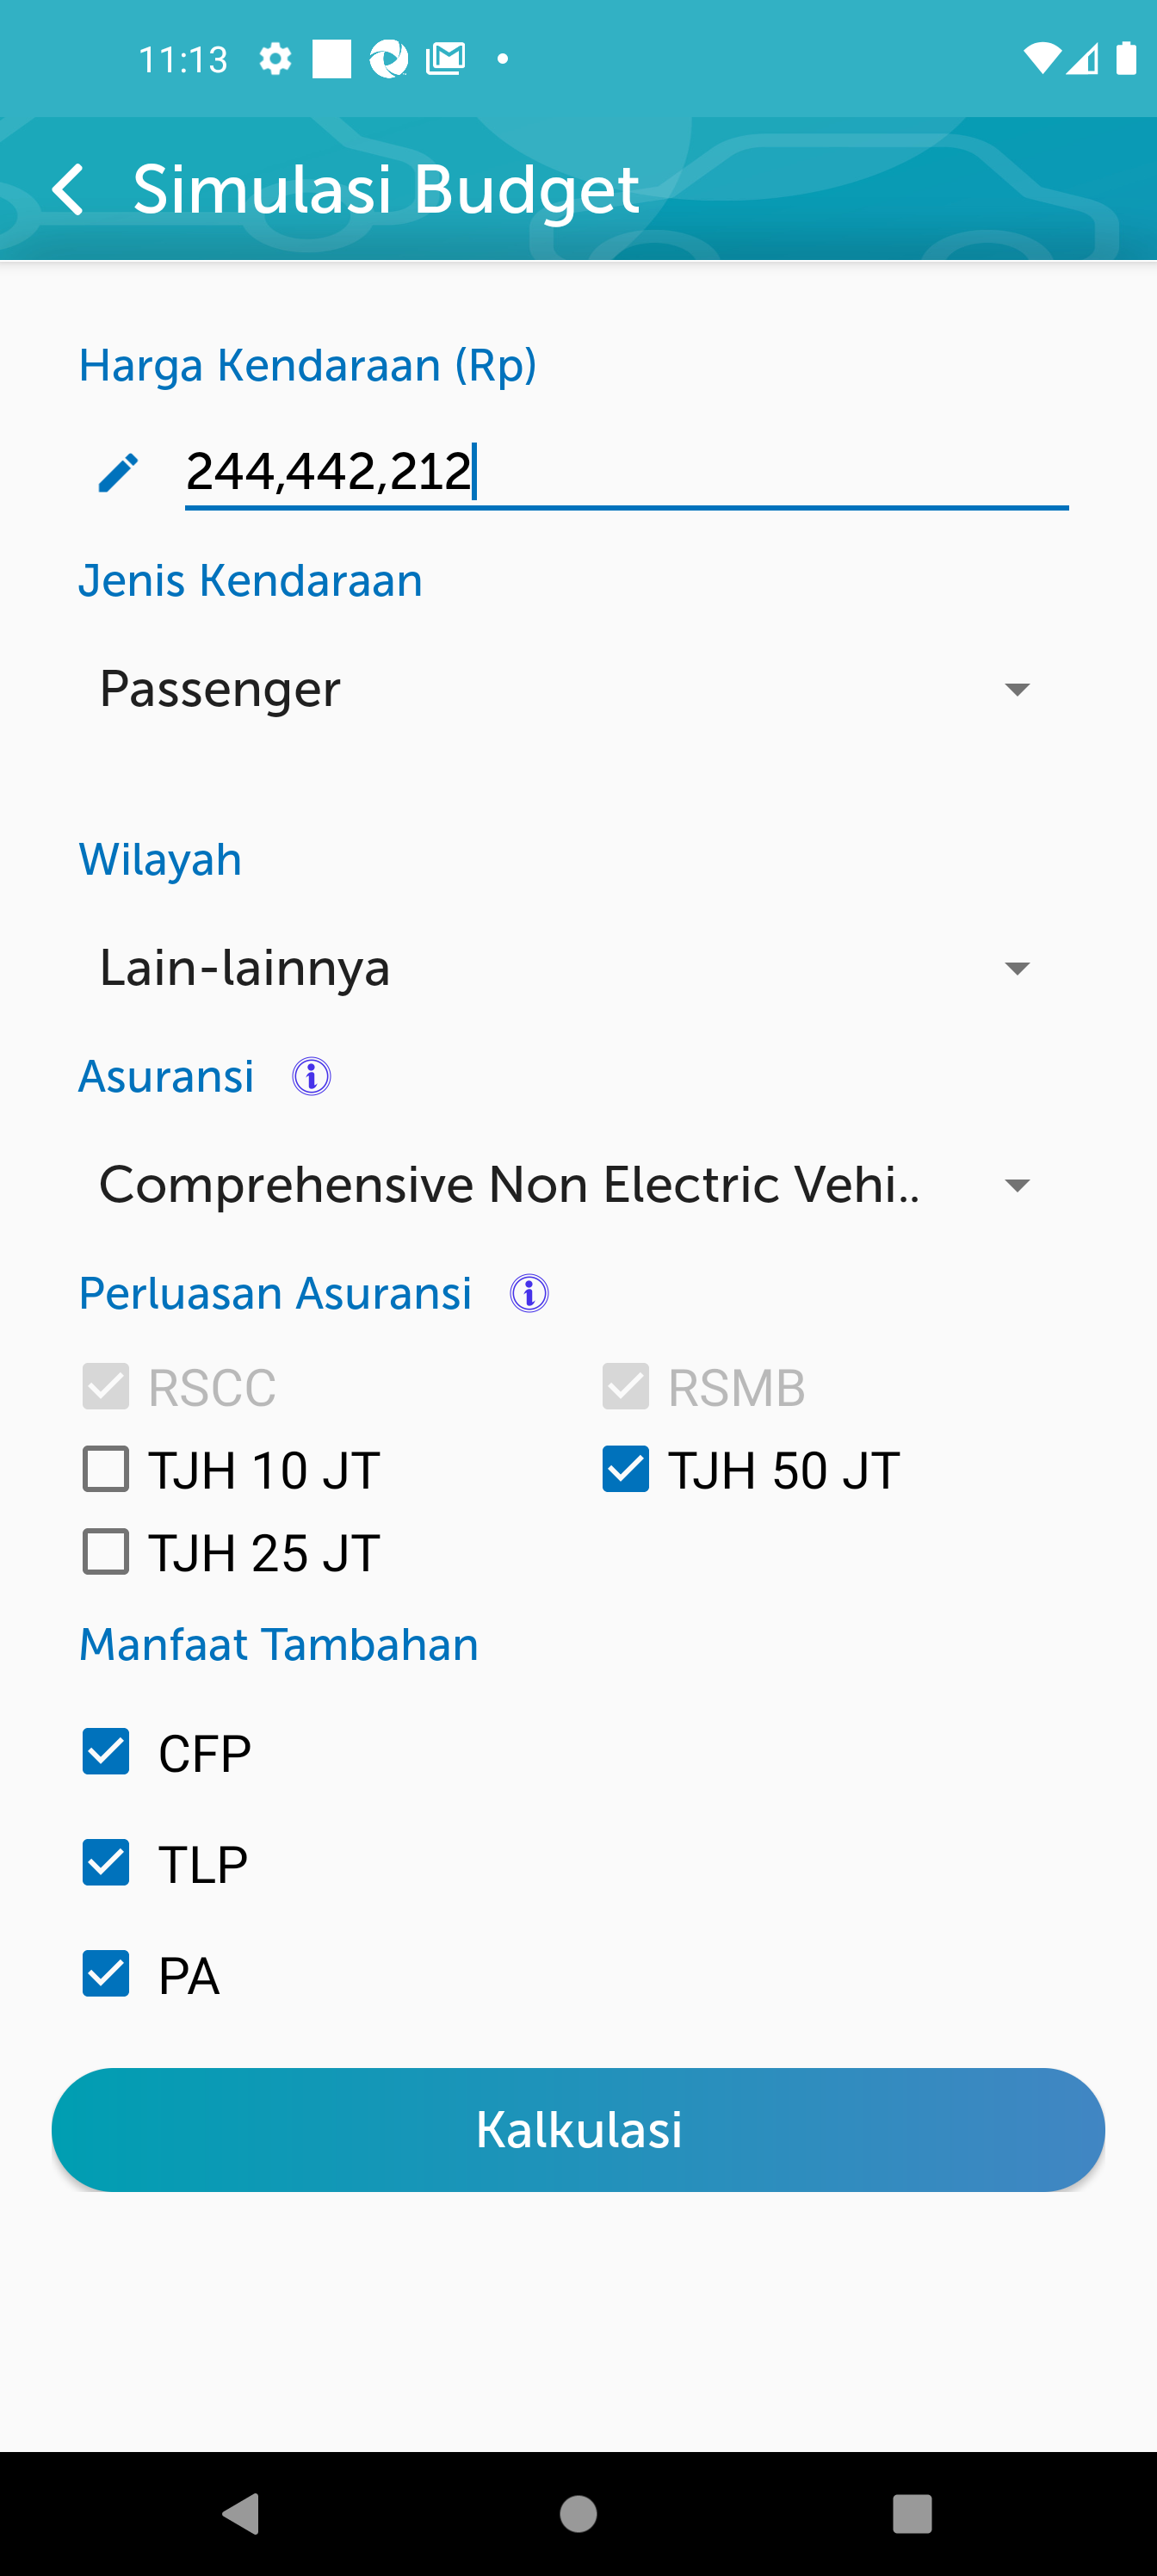 11:13
Simulasi Budget
Harga Kendaraan (Rp)
244,442,212
Jenis Kendaraan
Passenger
Wilayah
Lain-lainnya
Asuransi
Comprehensive Non Electric Vehi..
Perluasan Asuransi
RSCC RSMB
TJH 10 JT TJH 50 JT
TJH 25 JT
Manfaat Tambahan
CFP
TLP
PA
Kalkulasi